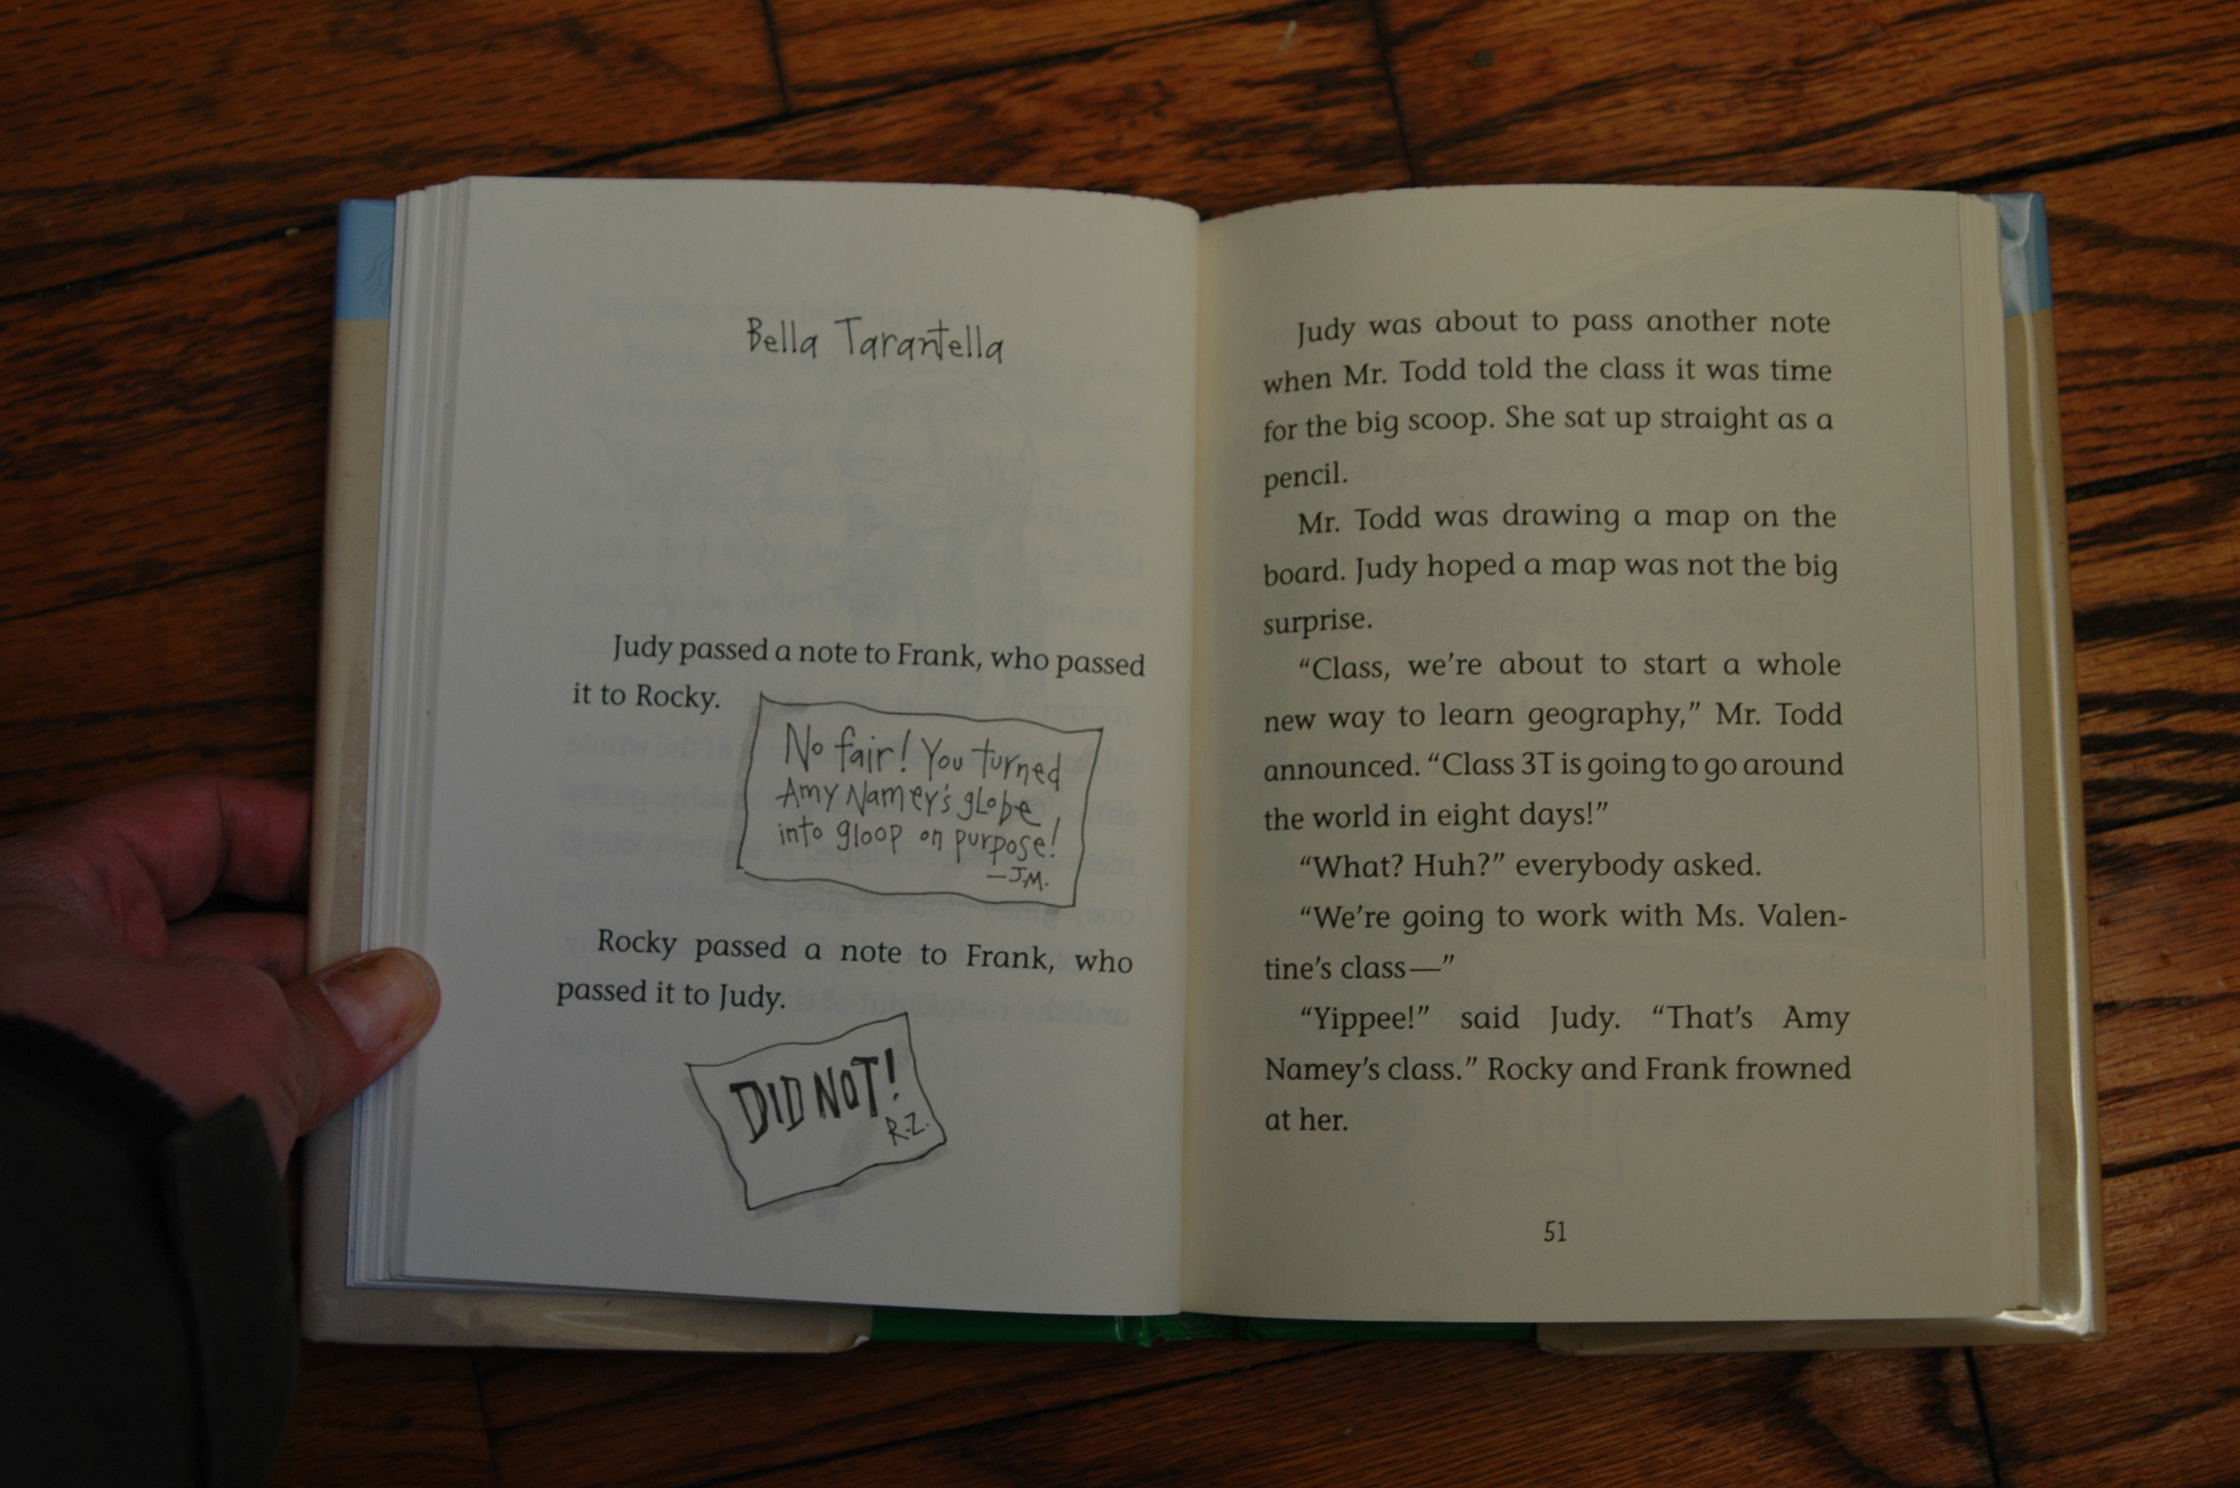 Bella Tarantella
Judy passed a note to Frank, who passed
it to Rocky.
No fair! You turned
Amy Namey's globe
into gloop on purpose!
—J.M.
Rocky passed a note to Frank, who
passed it to Judy.
DID NOT!
R.Z.
Judy was about to pass another note
when Mr. Todd told the class it was time
for the big scoop. She sat up straight as a
pencil.
Mr. Todd was drawing a map on the
board. Judy hoped a map was not the big
surprise.
“Class, we're about to start a whole
new way to learn geography,” Mr. Todd
announced. “Class 3T is going to go around
the world in eight days!”
“What? Huh?” everybody asked.
“We're going to work with Ms. Valen-
tine's class—”
“Yippee!” said Judy. “That's Amy
Namey's class.” Rocky and Frank frowned
at her.
51